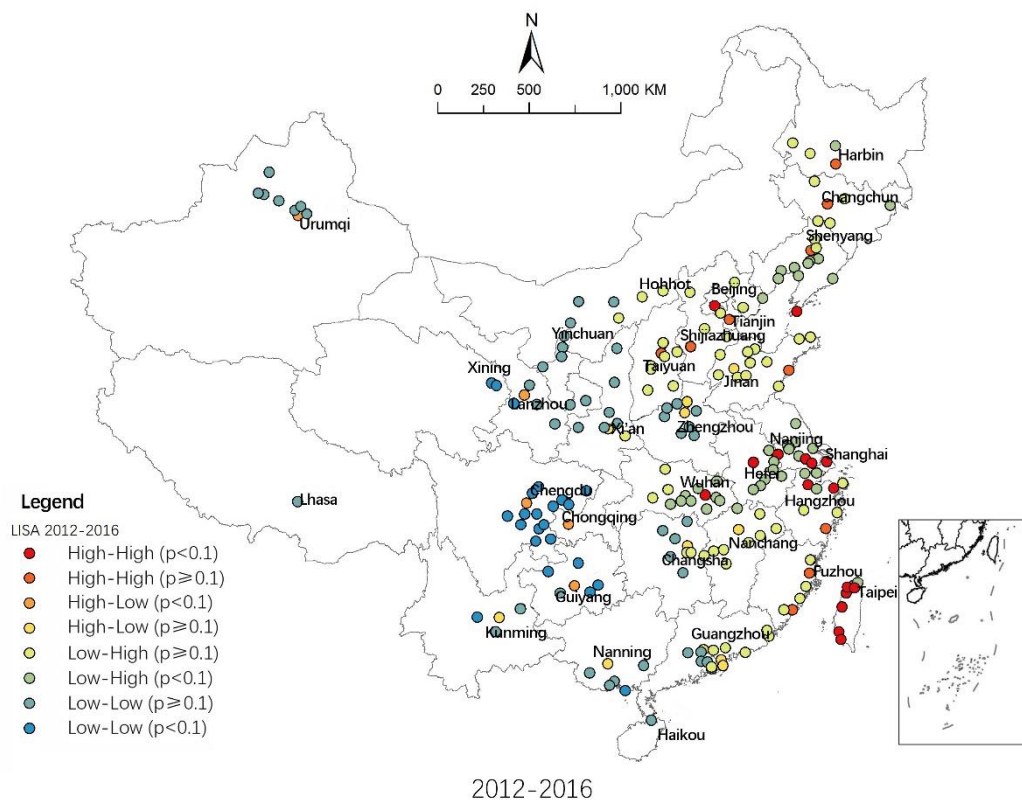 N
0 250 500 1,000 KM
Harbin
Changchun
Shenyang
Urumqi
Hohhot
Beijing
Tianjin
Yinchuan
Shijiazhuang
Xining
Taiyuan
Jinan
Lanzhou
Xi'an
Zhengzhou
Nanjing
Shanghai
Hefei
Chengdu
Wuhan
Lhasa
Hangzhou
Chongqing
Nanchang
Changsha
Fuzhou
Guiyang
Taipei
Kunming
Guangzhou
Nanning
Haikou
Legend
LISA 2012-2016
High-High (p<0.1)
High-High (p≥0.1)
High-Low (p<0.1)
High-Low (p≥0.1)
Low-High (p≥0.1)
Low-High (p<0.1)
Low-Low (p≥0.1)
Low-Low (p<0.1)
2012-2016